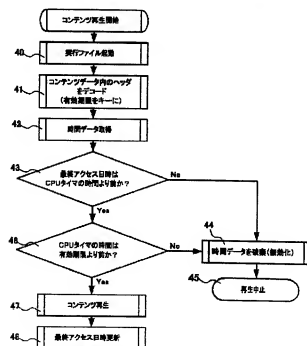 コンテンツ再生開始
40
実行ファイル起動
41
コンテンツデータ内のヘッダ
をデコード
(有効期限をキーに)
42
時間データ取得
43
最終アクセス日時は
CPUタイマの時間より前か?
No
Yes
46
CPUタイマの時間は
有効期限より前か?
No
44
時間データを破棄(無効化)
Yes
45
再生中止
47
コンテンツ再生
48
最終アクセス日時更新